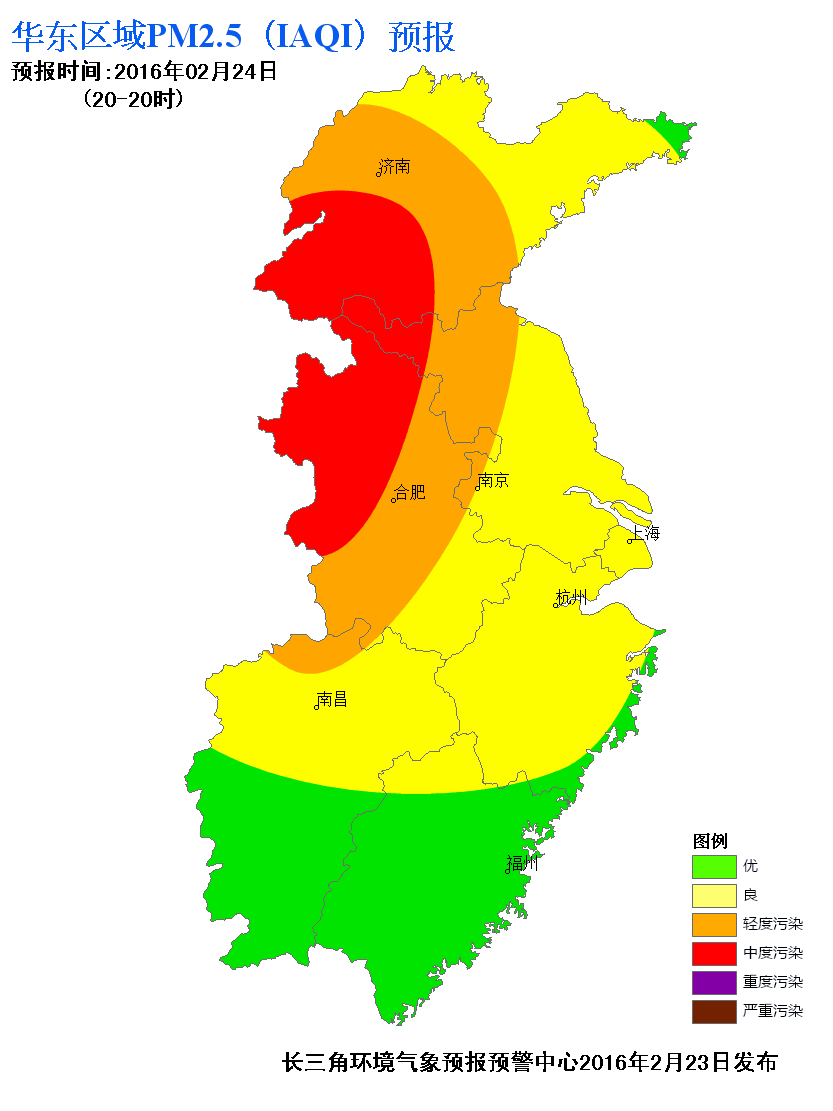 华东区域PM2.5（IAQI）预报
预报时间:2016年02月24日
(20-20时)
济南
合肥
南京
上海
杭州
南昌
福州
图例
优
良
轻度污染
中度污染
重度污染
严重污染
长三角环境气象预报预警中心2016年2月23日发布